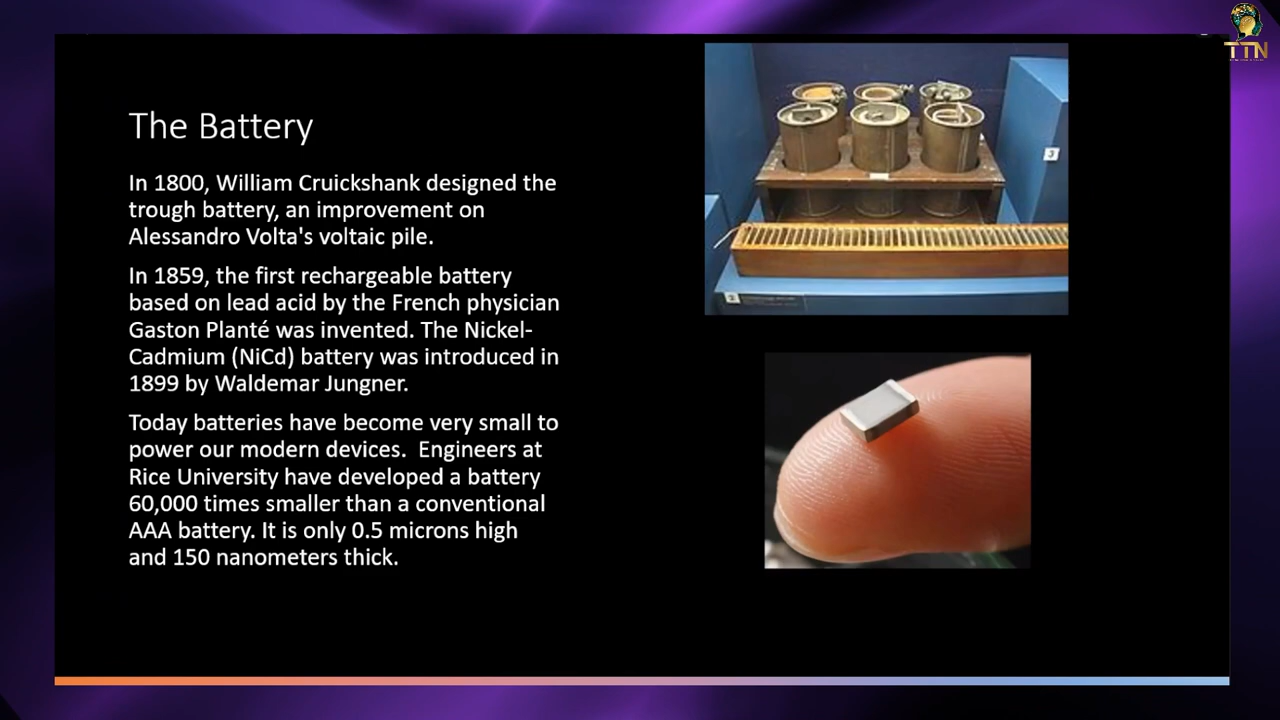 TTN
The Battery
In 1800, William Cruickshank designed the
trough battery, an improvement on
Alessandro Volta's voltaic pile.
In 1859, the first rechargeable battery
based on lead acid by the French physician
Gaston Planté was invented. The Nickel-
Cadmium (NiCd) battery was introduced in
1899 by Waldemar Jungner.
Today batteries have become very small to
power our modern devices.  Engineers at
Rice University have developed a battery
60,000 times smaller than a conventional
AAA battery. It is only 0.5 microns high
and 150 nanometers thick.
3
2